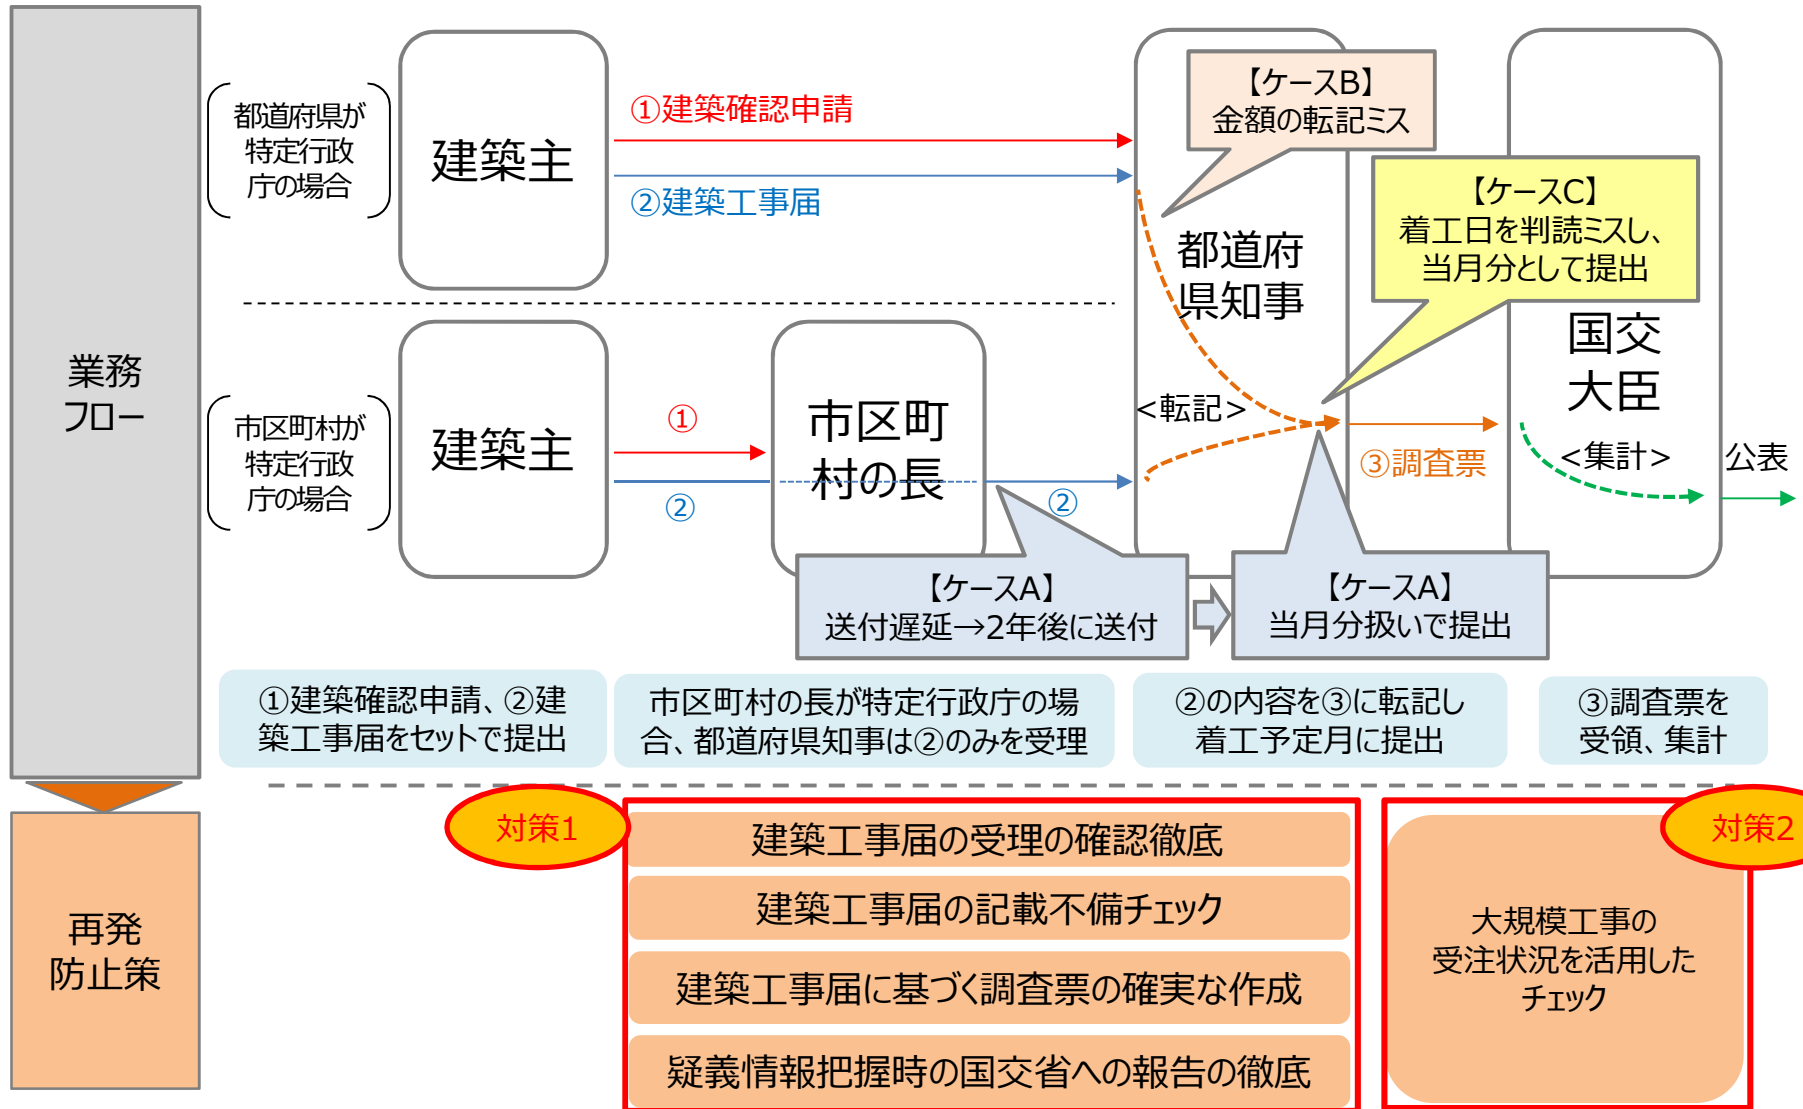 業務
フロー
都道府県が
特定行政
庁の場合
建築主
①建築確認申請
②建築工事届
【ケースB】
金額の転記ミス
【ケースC】
着工日を判読ミスし、
当月分として提出
都道府
県知事
国交
大臣
市区町村が
特定行政
庁の場合
建築主
①
②
市区町
村の長
②
<転記>
③調査票
<集計>
公表
【ケースA】
送付遅延→2年後に送付
【ケースA】
当月分扱いで提出
①建築確認申請、②建
築工事届をセットで提出
市区町村の長が特定行政庁の場
合、都道府県知事は②のみを受理
②の内容を③に転記し
着工予定月に提出
③調査票を
受領、集計
再発
防止策
対策1
建築工事届の受理の確認徹底
建築工事届の記載不備チェック
建築工事届に基づく調査票の確実な作成
疑義情報把握時の国交省への報告の徹底
対策2
大規模工事の
受注状況を活用した
チェック